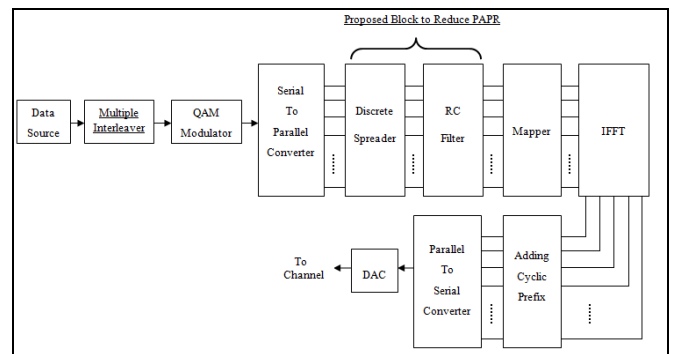 Proposed Block to Reduce PAPR
Data
Source
Multiple
Interleaver
QAM
Modulator
Serial
To
Parallel
Converter
Discrete
Spreader
RC
Filter
Mapper
IFFT
To
Channel
DAC
Parallel
To
Serial
Converter
Adding
Cyclic
Prefix